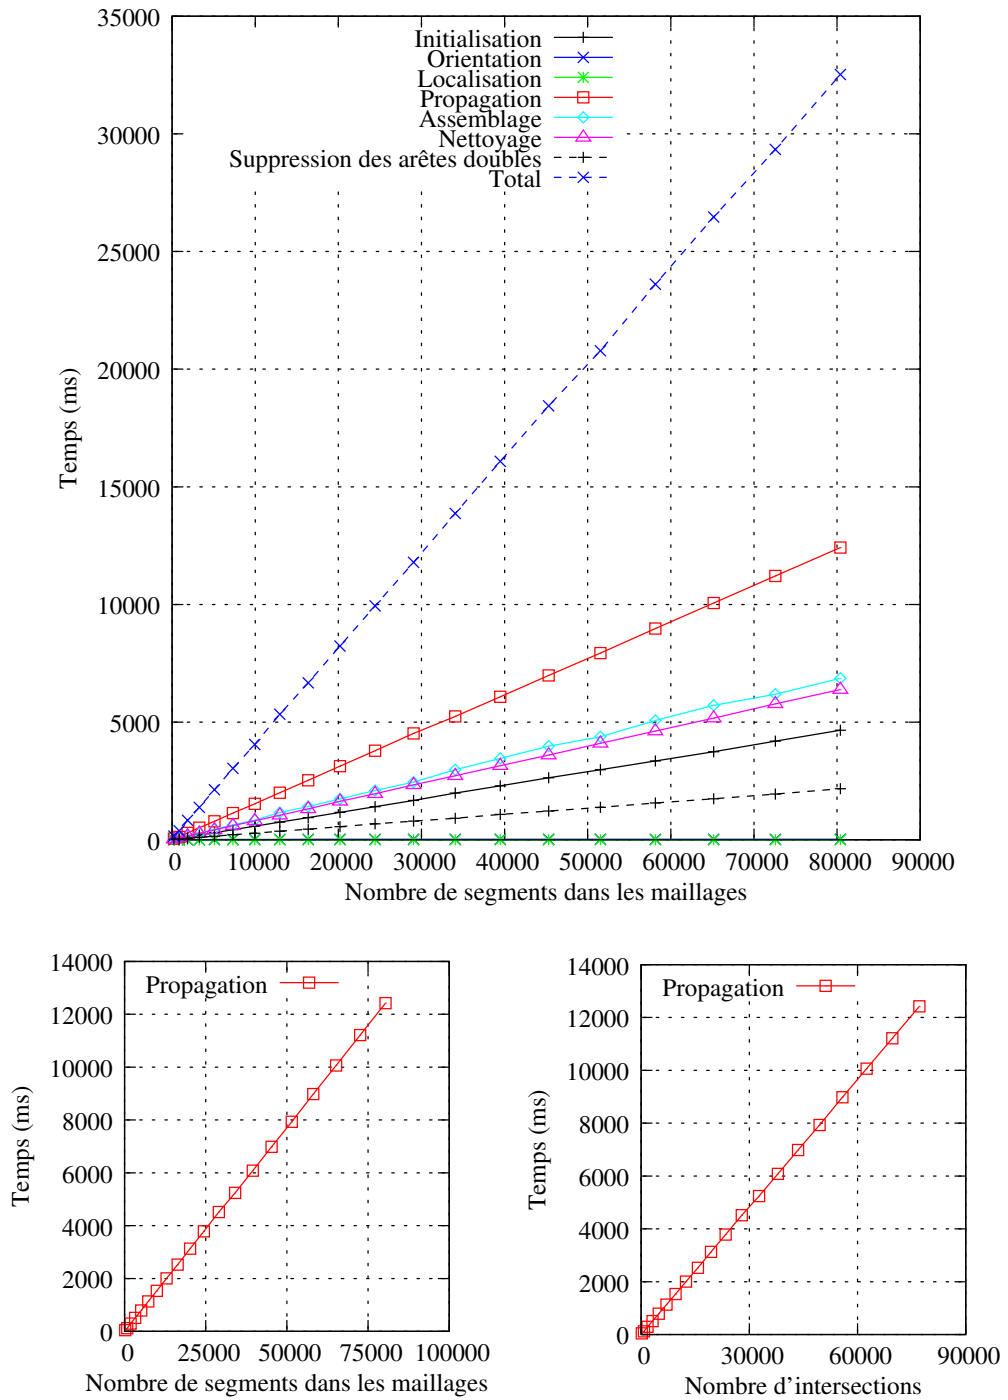 35000
30000
25000
20000
15000
10000
5000
0
Temps (ms)
Initialisation
Orientation
Localisation
Propagation
Assemblage
Nettoyage
Suppression des arêtes doubles
Total
0 10000 20000 30000 40000 50000 60000 70000 80000 90000
Nombre de segments dans les maillages
14000
12000
10000
8000
6000
4000
2000
0
Temps (ms)
Propagation
0 25000 50000 75000 100000
Nombre de segments dans les maillages
14000
12000
10000
8000
6000
4000
2000
0
Temps (ms)
Propagation
0 30000 60000 90000
Nombre d'intersections